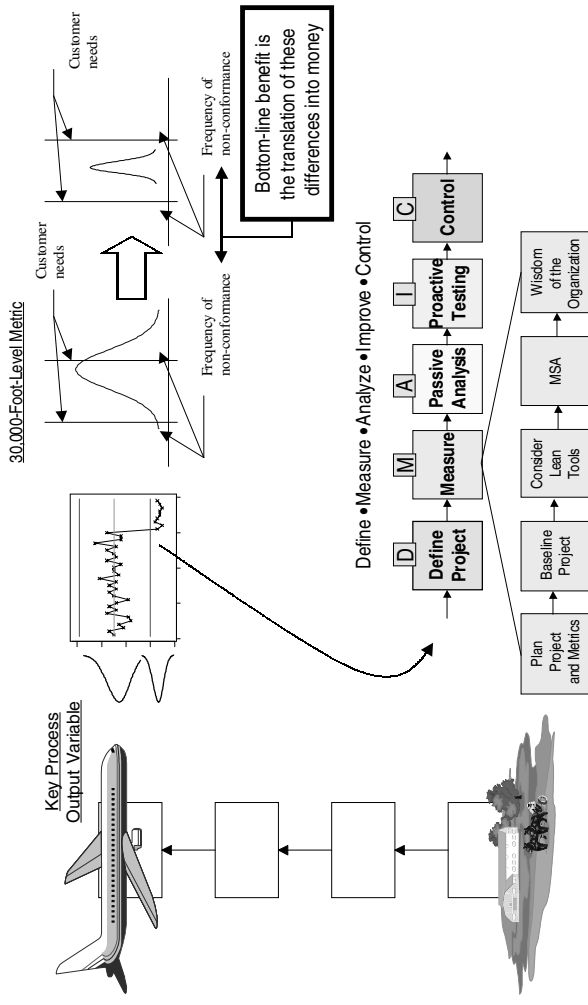 30,000-Foot-Level Metric
Key Process
Output Variable
Customer
needs
Customer
needs
Frequency of
non-conformance
Frequency of
non-conformance
Bottom-line benefit is
the translation of these
differences into money
Define •Measure •Analyze •Improve •Control
D
M
A
I
C
Define
Project
Measure
Passive
Analysis
Proactive
Testing
Control
Plan
Project
and Metrics
Baseline
Project
Consider
Lean
Tools
MSA
Wisdom
of the
Organization